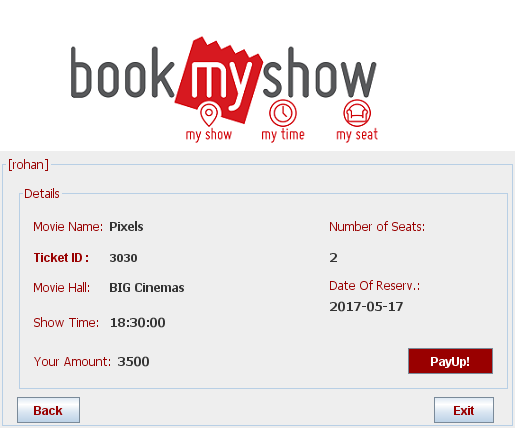 bookmyshow
my show my time my seat
[rohan]
Details
Movie Name: Pixels
Number of Seats:
Ticket ID : 3030
2
Movie Hall: BIG Cinemas
Date Of Reserv.:
2017-05-17
Show Time: 18:30:00
Your Amount: 3500
PayUp!
Back
Exit